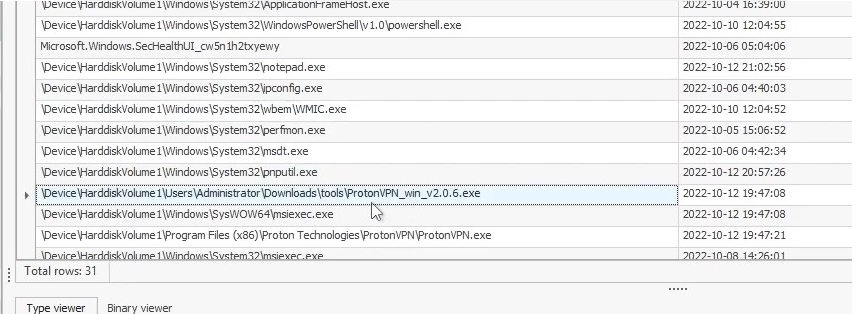 \Device\HarddiskVolume1\Windows\System32\ApplicationFrameHost.exe 2022-10-04 16:39:00
\Device\HarddiskVolume1\Windows\System32\WindowsPowerShell\v1.0\powershell.exe 2022-10-10 12:04:55
Microsoft.Windows.SecHealthUI_cw5n1h2txyewy 2022-10-06 05:04:06
\Device\HarddiskVolume1\Windows\System32\notepad.exe 2022-10-12 21:02:56
\Device\HarddiskVolume1\Windows\System32\ipconfig.exe 2022-10-06 04:40:03
\Device\HarddiskVolume1\Windows\System32\wbem\WMIC.exe 2022-10-10 12:04:52
\Device\HarddiskVolume1\Windows\System32\perfmon.exe 2022-10-05 15:06:52
\Device\HarddiskVolume1\Windows\System32\msdt.exe 2022-10-06 04:42:34
\Device\HarddiskVolume1\Windows\System32\pnputil.exe 2022-10-12 20:57:26
\Device\HarddiskVolume1\Users\Administrator\Downloads\tools\ProtonVPN_win_v2.0.6.exe 2022-10-12 19:47:08
\Device\HarddiskVolume1\Windows\SysWOW64\msiexec.exe 2022-10-12 19:47:08
\Device\HarddiskVolume1\Program Files (x86)\Proton Technologies\ProtonVPN\ProtonVPN.exe 2022-10-12 19:47:21
\Device\HarddiskVolume1\Windows\System32\msiexec.exe 2022-10-08 14:26:01
Total rows: 31
Type viewer Binary viewer